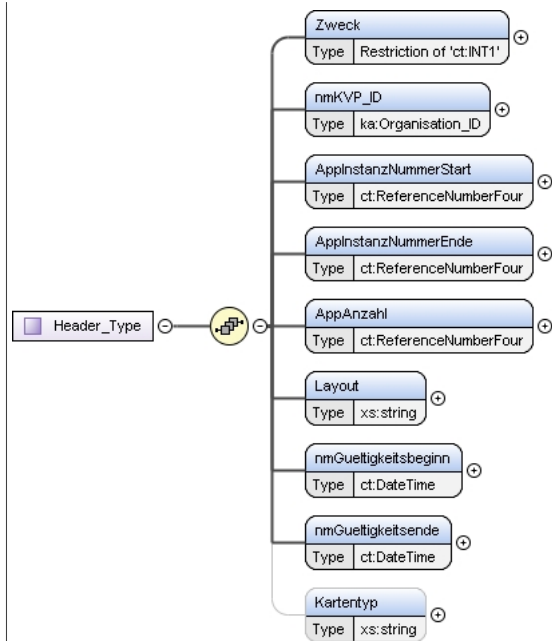 Zweck
Type Restriction of 'ct:INT1'
nmKVP_ID
Type ka:Organisation_ID
AppInstanzNummerStart
Type ct:ReferenceNumberFour
AppInstanzNummerEnde
Type ct:ReferenceNumberFour
Header_Type
AppAnzahl
Type ct:ReferenceNumberFour
Layout
Type xs:string
nmGueltigkeitsbeginn
Type ct:DateTime
nmGueltigkeitsende
Type ct:DateTime
Kartentyp
Type xs:string